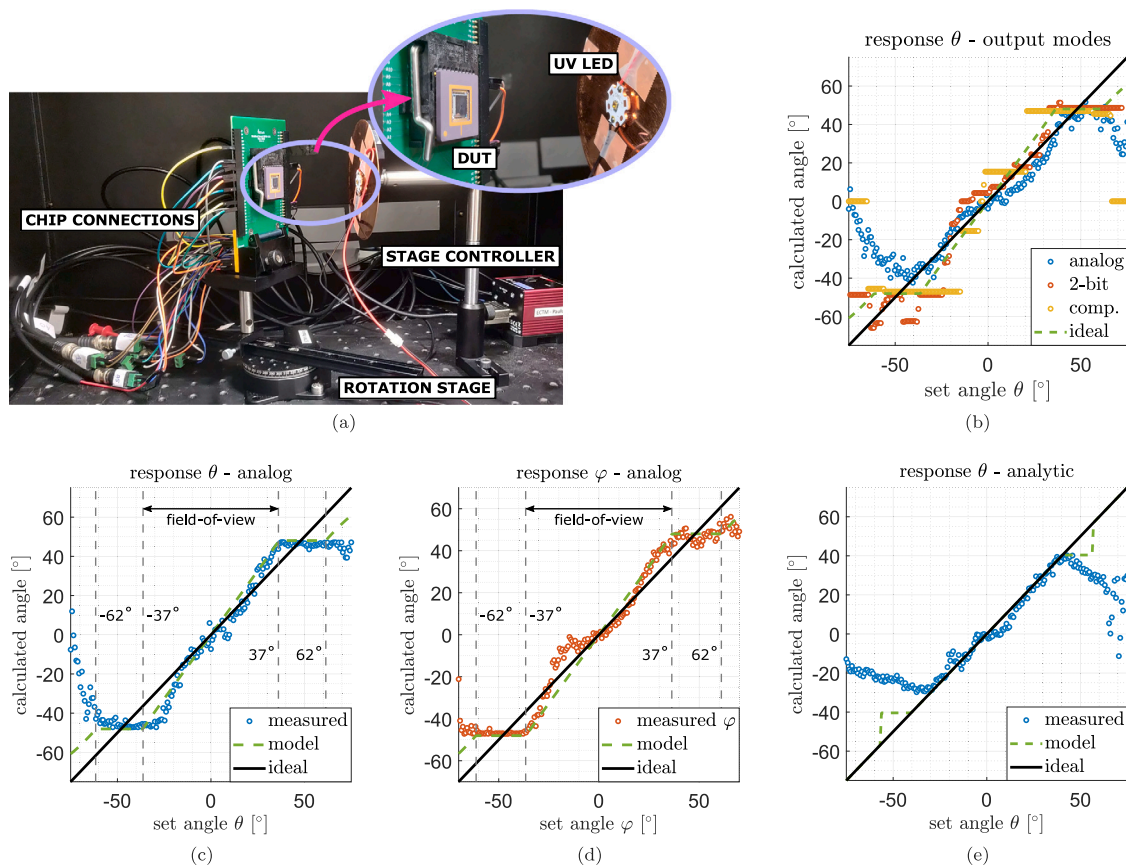 UV LED
DUT
CHIP CONNECTIONS
STAGE CONTROLLER
ROTATION STAGE
(a)
response θ - output modes
calculated angle [°]
60
40
20
0
-20
-40
-60
analog
2-bit
comp.
ideal
-50
0
50
set angle θ [°]
(b)
response θ - analog
calculated angle [°]
60
40
20
0
-20
-40
-60
field-of-view
-62°
-37°
37°
62°
measured
model
ideal
-50
0
50
set angle θ [°]
(c)
response φ - analog
calculated angle [°]
60
40
20
0
-20
-40
-60
field-of-view
-62°
-37°
37°
62°
measured φ
model
ideal
-50
0
50
set angle φ [°]
(d)
response θ - analytic
calculated angle [°]
60
40
20
0
-20
-40
-60
measured
model
ideal
-50
0
50
set angle θ [°]
(e)